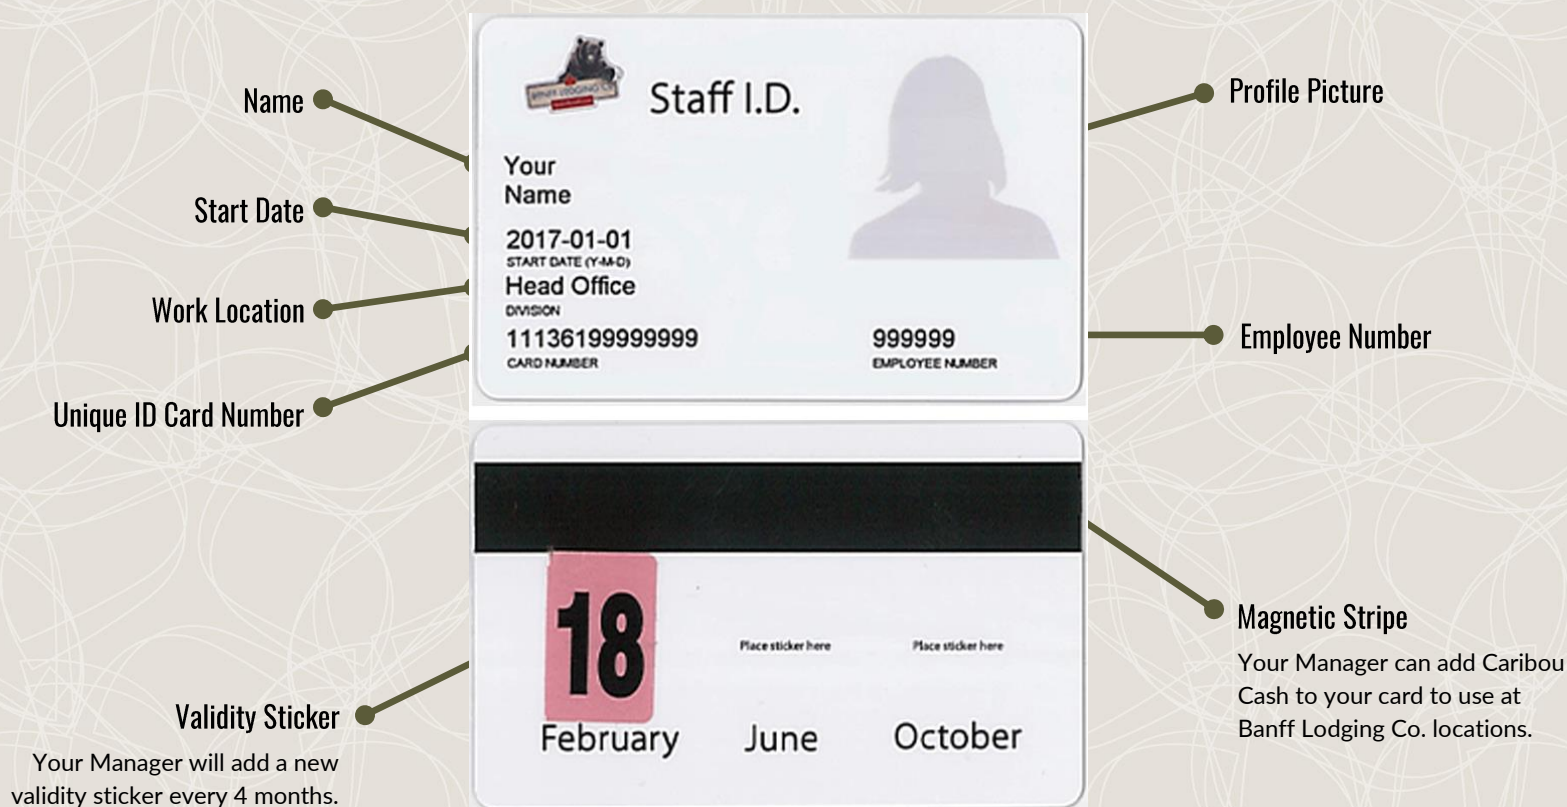 Name
Start Date
Work Location
Unique ID Card Number
BANFF LODGING CO
Staff I.D.
Your
Name
2017-01-01
START DATE (Y-M-D)
Head Office
DIVISION
11136199999999
CARD NUMBER
999999
EMPLOYEE NUMBER
Profile Picture
Employee Number
18
Place sticker here
Place sticker here
February
June
October
Validity Sticker
Your Manager will add a new
validity sticker every 4 months.
Magnetic Stripe
Your Manager can add Caribou
Cash to your card to use at
Banff Lodging Co. locations.